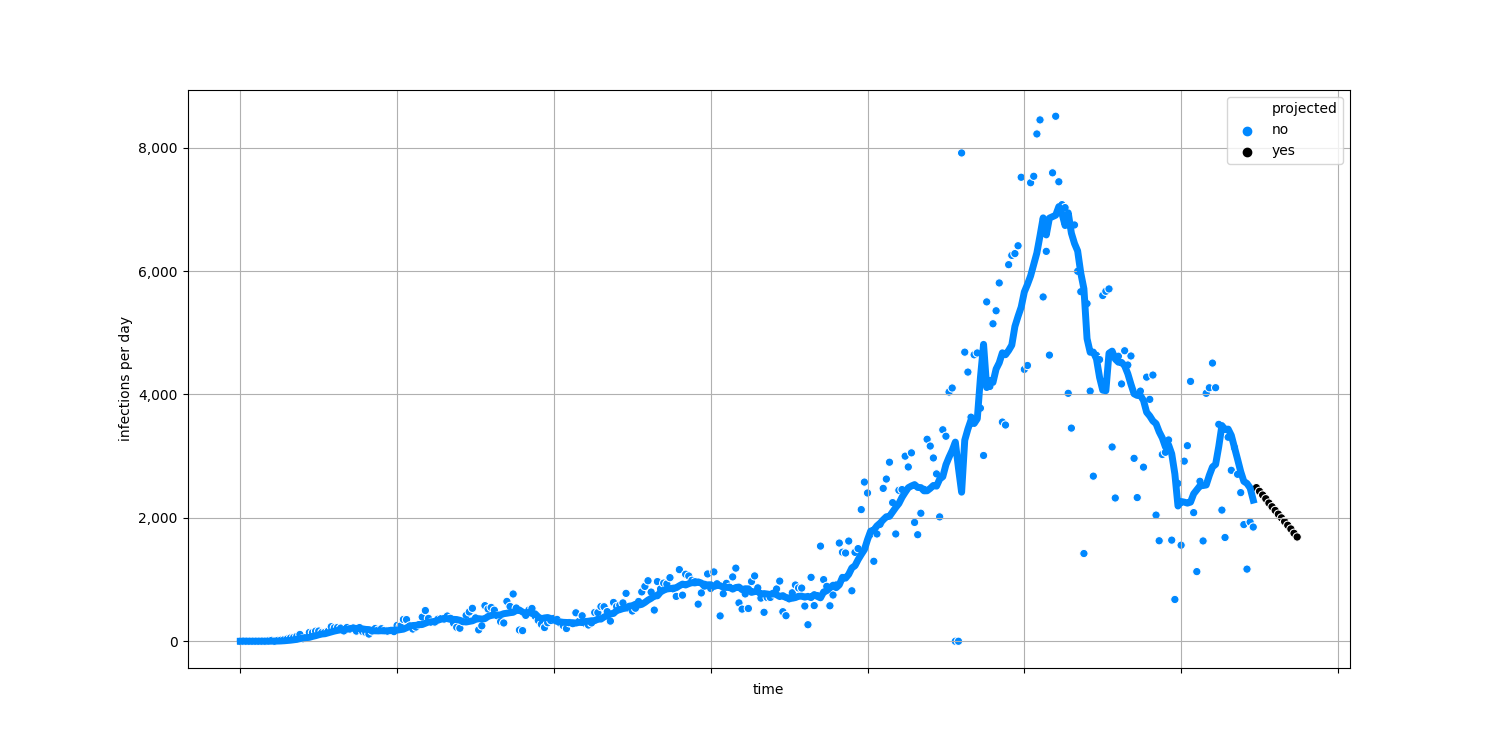 projected
no
yes
8,000
6,000
4,000
2,000
0
infections per day
time